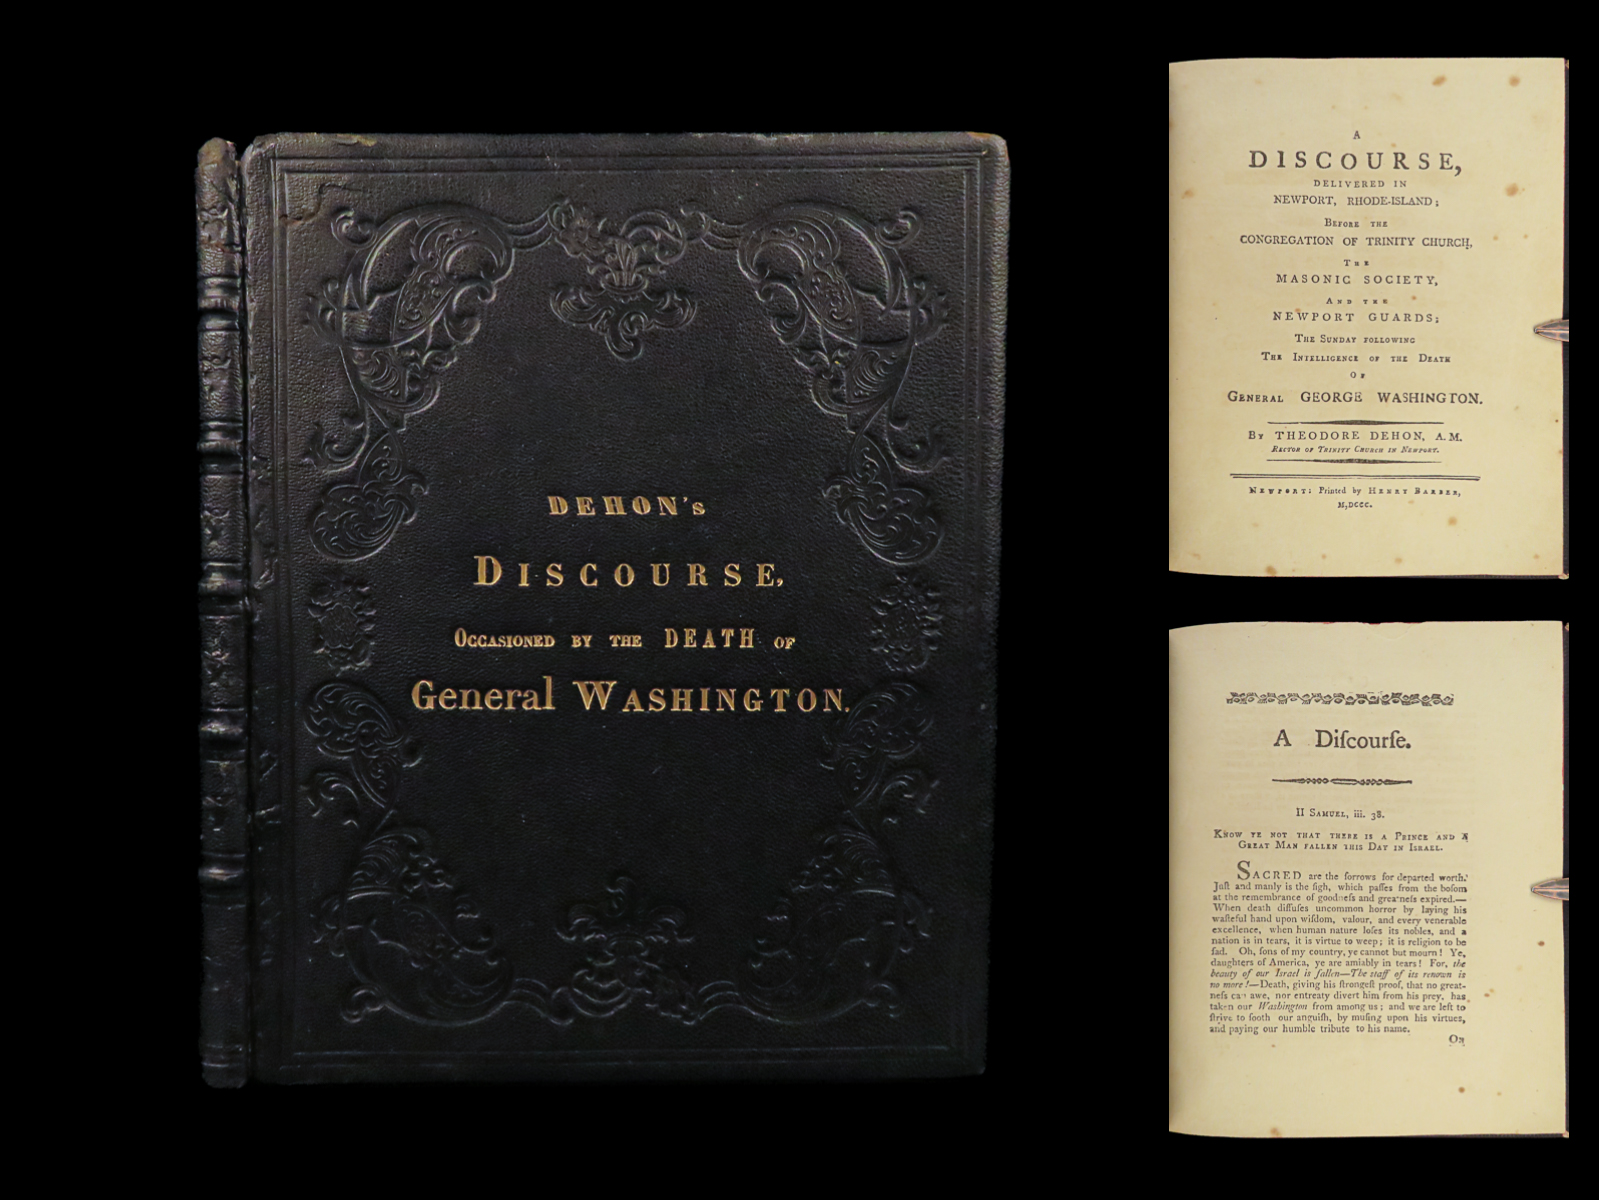 DEHON's
DISCOURSE,
OCCASIONED BY THE DEATH OF
General WASHINGTON.
A
DISCOURSE,
DELIVERED IN
NEWPORT, RHODE-ISLAND;
BEFORE THE
CONGREGATION OF TRINITY CHURCH,
THE
MASONIC SOCIETY,
AND THE
NEWPORT GUARDS;
THE SUNDAY FOLLOWING
THE INTELLIGENCE OF THE DEATH
OF
GENERAL GEORGE WASHINGTON.
By THEODORE DEHON, A.M.
RECTOR OF TRINITY CHURCH IN NEWPORT.
NEWPORT: Printed by HENRY BARBER,
M,DCCC.
A Diſcourſe.
II SAMUEL, iii. 38.
KNOW YE NOT THAT THERE IS A PRINCE AND A
GREAT MAN FALLEN THIS DAY IN ISRAEL.
SACRED are the ſorrows for departed worth.
Juſt and manly is the ſigh, which paſſes from the boſom
at the remembrance of goodneſs and greatneſs expired.—
When death diffuſes uncommon horror by laying his
waſteful hand upon wiſdom, valour, and every venerable
excellence, when human nature loſes its nobles, and a
nation is in tears, it is virtue to weep; it is religion to be
ſad. Oh, ſons of my country, ye cannot but mourn! Ye,
daughters of America, ye are amiably in tears! For, the
beauty of our Israel is fallen—The ſtaff of its renown is
no more!—Death, giving his ſtrongeſt proof, that no great-
neſs can awe, nor entreaty divert him from his prey, has
taken our Waſhington from among us; and we are left to
ſtrive to ſooth our anguiſh, by muſing upon his virtues,
and paying our humble tribute to his name.
On